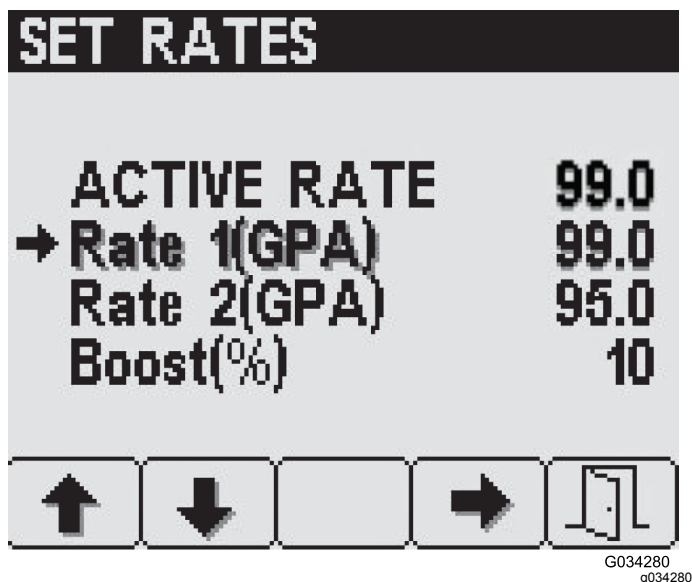 SET RATES
ACTIVE RATE 99.0
Rate 1(GPA) 99.0
Rate 2(GPA) 95.0
Boost(%) 10
G034280
g034280